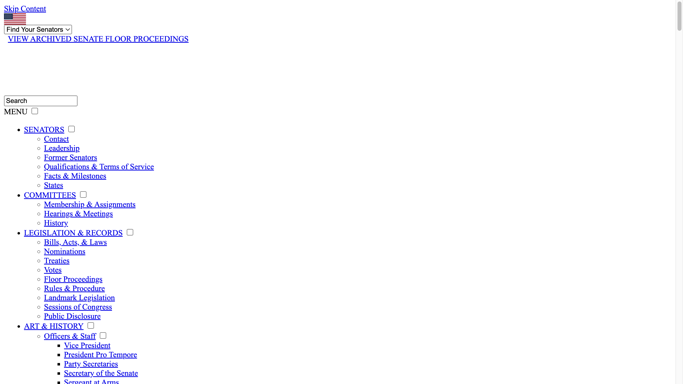 Skip Content
Find Your Senators
VIEW ARCHIVED SENATE FLOOR PROCEEDINGS
Search
MENU
SENATORS
Contact
Leadership
Former Senators
Qualifications & Terms of Service
Facts & Milestones
States
COMMITTEES
Membership & Assignments
Hearings & Meetings
History
LEGISLATION & RECORDS
Bills, Acts, & Laws
Nominations
Treaties
Votes
Floor Proceedings
Rules & Procedure
Landmark Legislation
Sessions of Congress
Public Disclosure
ART & HISTORY
Officers & Staff
Vice President
President Pro Tempore
Party Secretaries
Secretary of the Senate
Sergeant at Arms